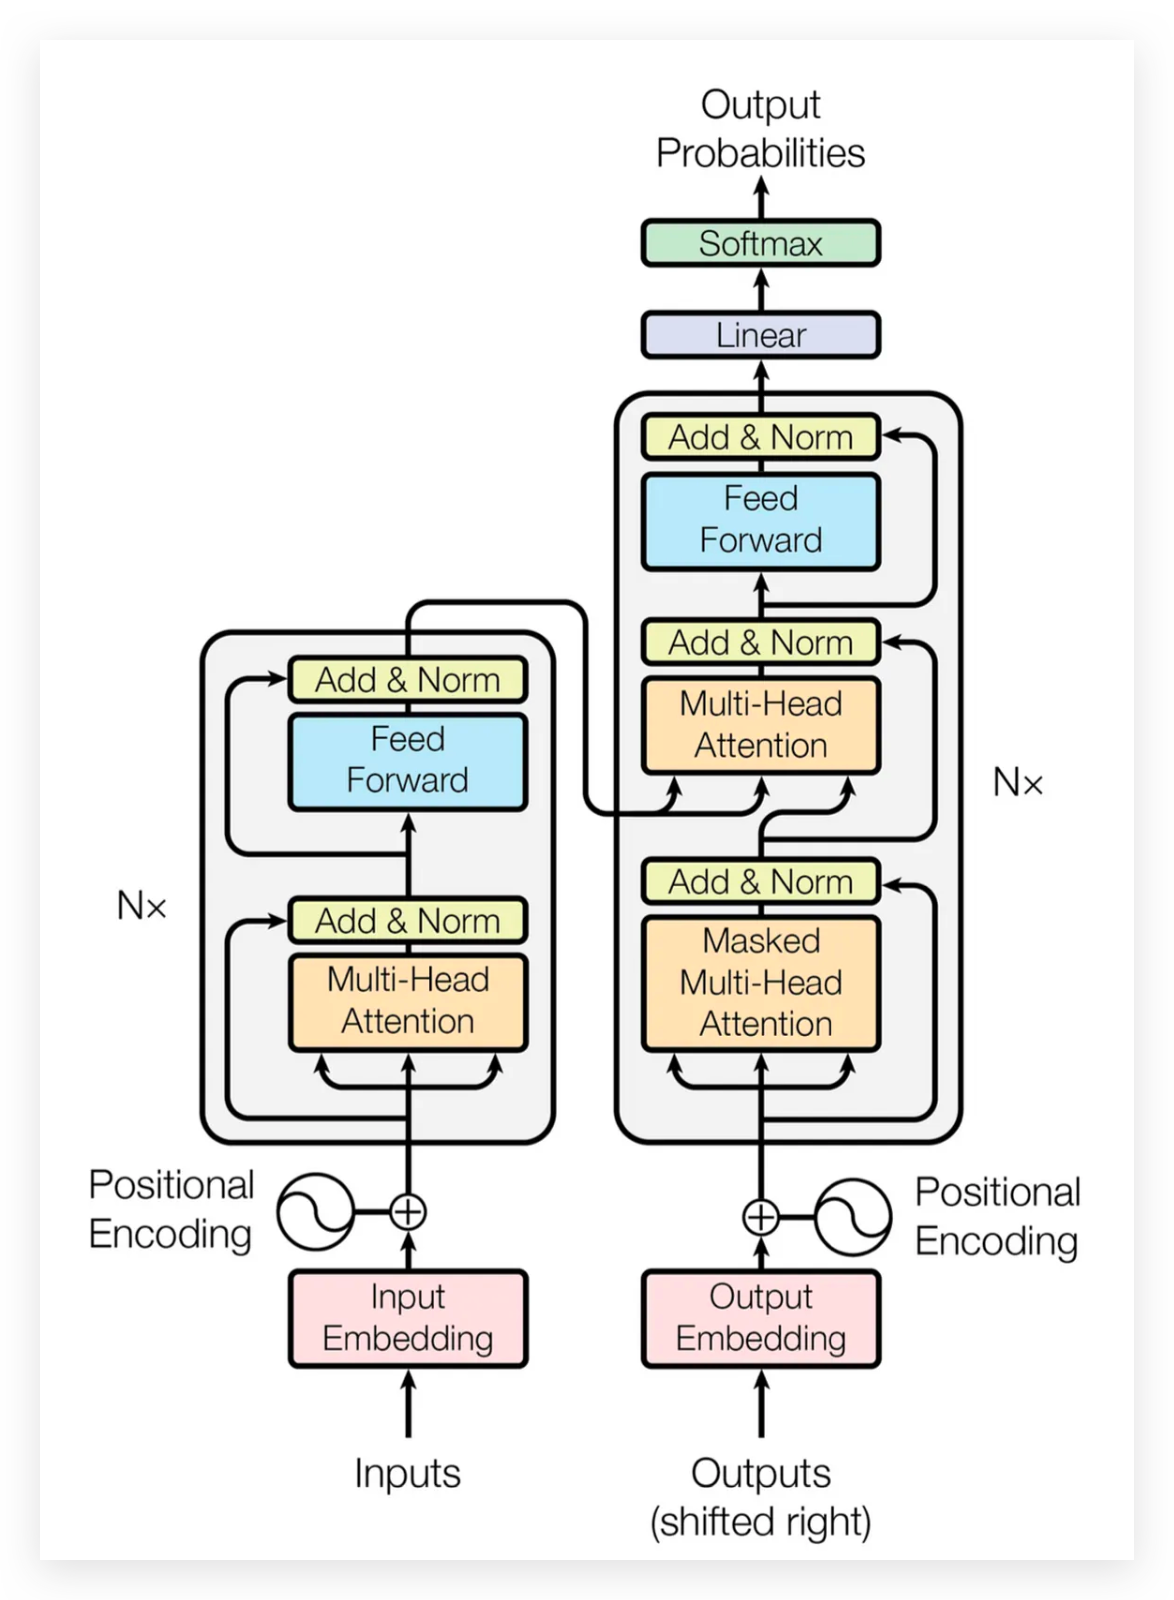 Output
Probabilities
Softmax
Linear
Add & Norm
Feed
Forward
Add & Norm
Multi-Head
Attention
Nx
Add & Norm
Masked
Multi-Head
Attention
Add & Norm
Feed
Forward
Nx
Add & Norm
Multi-Head
Attention
Positional
Encoding
Positional
Encoding
Input
Embedding
Output
Embedding
Inputs
Outputs
(shifted right)